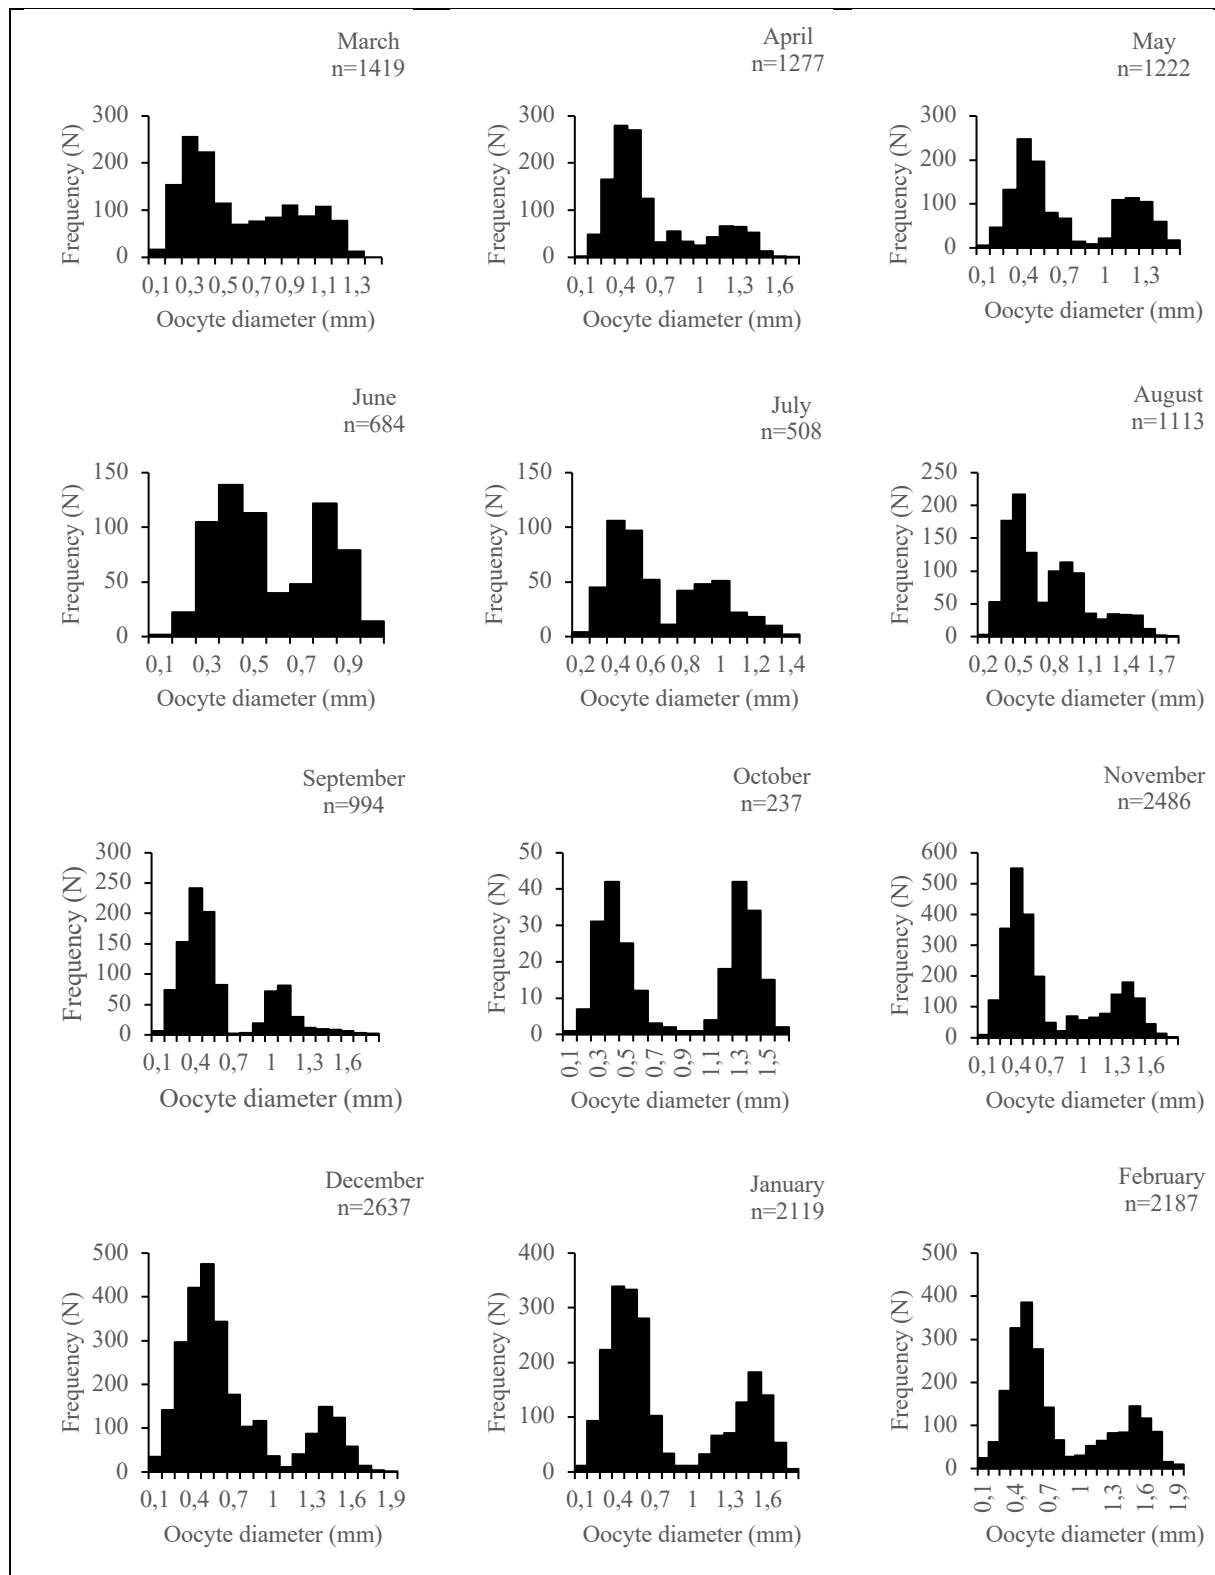 March
n=1419
300
200
100
0
Frequency (N)
0,1 0,3 0,5 0,7 0,9 1,1 1,3
Oocyte diameter (mm)
April
n=1277
300
200
100
0
Frequency (N)
0,1 0,4 0,7 1 1,3 1,6
Oocyte diameter (mm)
May
n=1222
300
200
100
0
Frequency (N)
0,1 0,4 0,7 1 1,3
Oocyte diameter (mm)
June
n=684
150
100
50
0
Frequency (N)
0,1 0,3 0,5 0,7 0,9
Oocyte diameter (mm)
July
n=508
150
100
50
0
Frequency (N)
0,2 0,4 0,6 0,8 1 1,2 1,4
Oocyte diameter (mm)
August
n=1113
250
200
150
100
50
0
Frequency (N)
0,2 0,5 0,8 1,1 1,4 1,7
Oocyte diameter (mm)
September
n=994
300
250
200
150
100
50
0
Frequency (N)
0,1 0,4 0,7 1 1,3 1,6
Oocyte diameter (mm)
October
n=237
50
40
30
20
10
0
Frequency (N)
0,1 0,3 0,5 0,7 0,9 1,1 1,3 1,5
Oocyte diameter (mm)
November
n=2486
600
500
400
300
200
100
0
Frequency (N)
0,1 0,4 0,7 1 1,3 1,6
Oocyte diameter (mm)
December
n=2637
500
400
300
200
100
0
Frequency (N)
0,1 0,4 0,7 1 1,3 1,6 1,9
Oocyte diameter (mm)
January
n=2119
400
300
200
100
0
Frequency (N)
0,1 0,4 0,7 1 1,3 1,6
Oocyte diameter (mm)
February
n=2187
500
400
300
200
100
0
Frequency (N)
0,1 0,4 0,7 1 1,3 1,6 1,9
Oocyte diameter (mm)